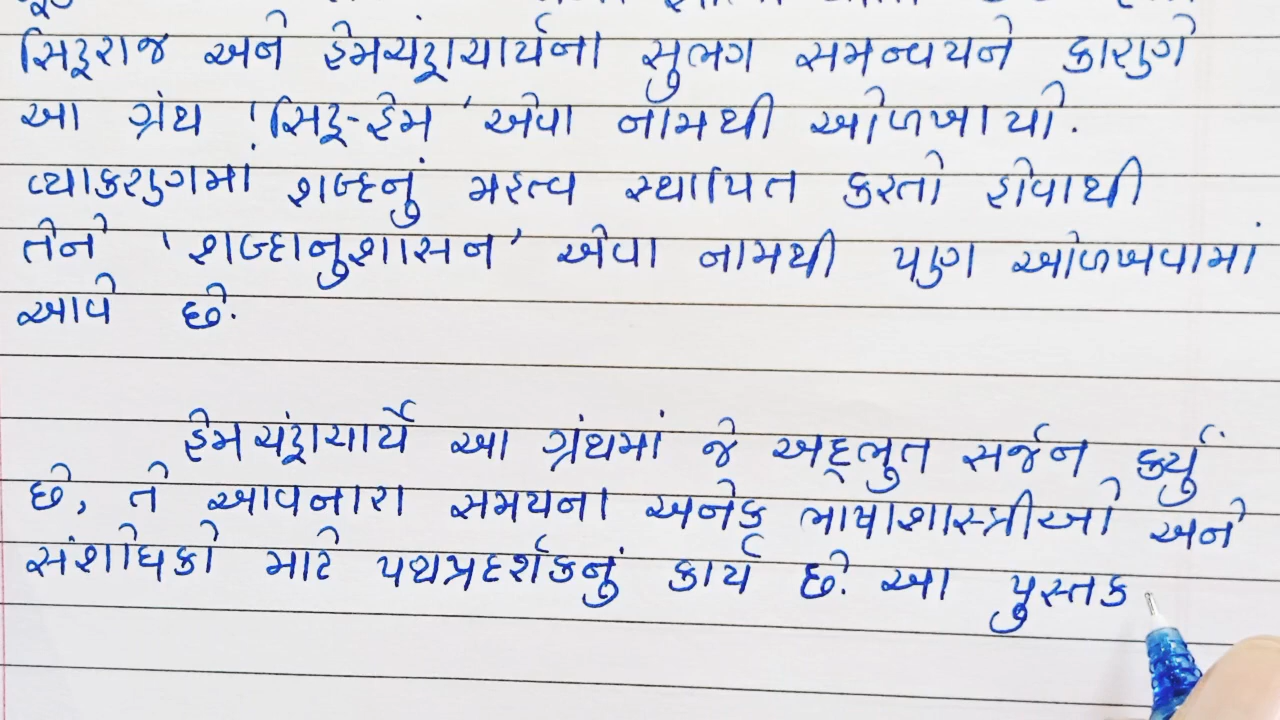 સિદ્ધરાજ અને હેમચંદ્રાચાર્યના સુભગ સમન્વયને કારણે
આ ગ્રંથ 'સિદ્ધ-હેમ' એવા નામથી ઓળખાયો.
વ્યાકરણમાં શબ્દનું મહત્વ સ્થાપિત કરતો હોવાથી
તેને 'શબ્દાનુશાસન' એવા નામથી પણ ઓળખવામાં
આવે છે.
હેમચંદ્રાચાર્યે આ ગ્રંથમાં જે અદ્ભુત સર્જન કર્યું
છે, તે આવનારા સમયના અનેક ભાષાશાસ્ત્રીઓ અને
સંશોધકો માટે પથપ્રદર્શકનું કાર્ય છે. આ પુસ્તક